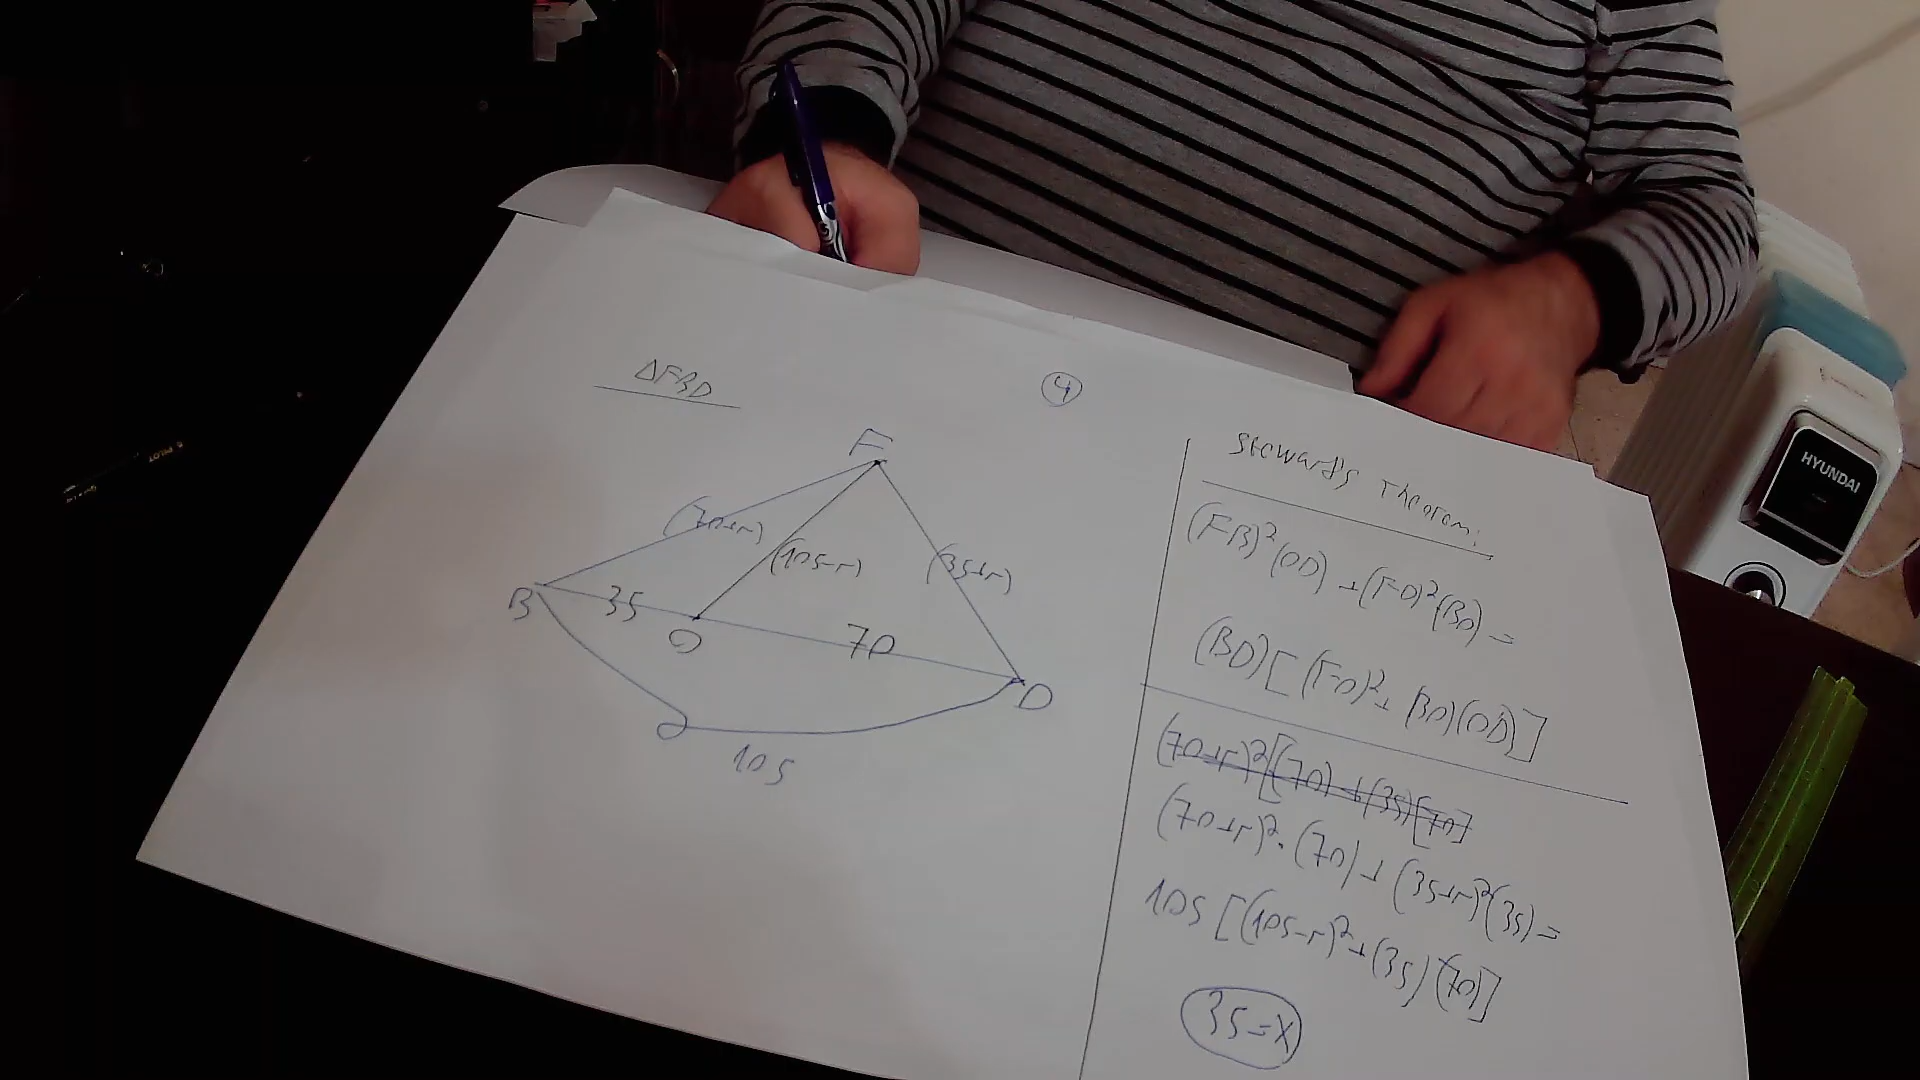 ΔFBD
4
F
(70+r)
(105-r)
(35+r)
B
35
O
70
D
105
Steward's Theorem:
(FB)²(OD)+(FD)²(BO)=
(BD)[(FO)²+(BO)(OD)]
(70+r)²[(70)+(35)[70]
(70+r)²·(70)+(35+r)²(35)=
105[(105-r)²+(35)(70)]
35=x
HYUNDAI
PILOT